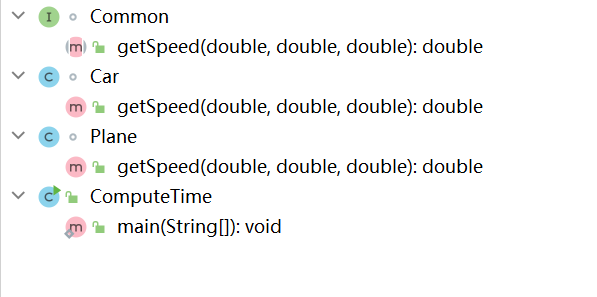 I Common
m getSpeed(double, double, double): double
C Car
m getSpeed(double, double, double): double
C Plane
m getSpeed(double, double, double): double
C ComputeTime
m main(String[]): void